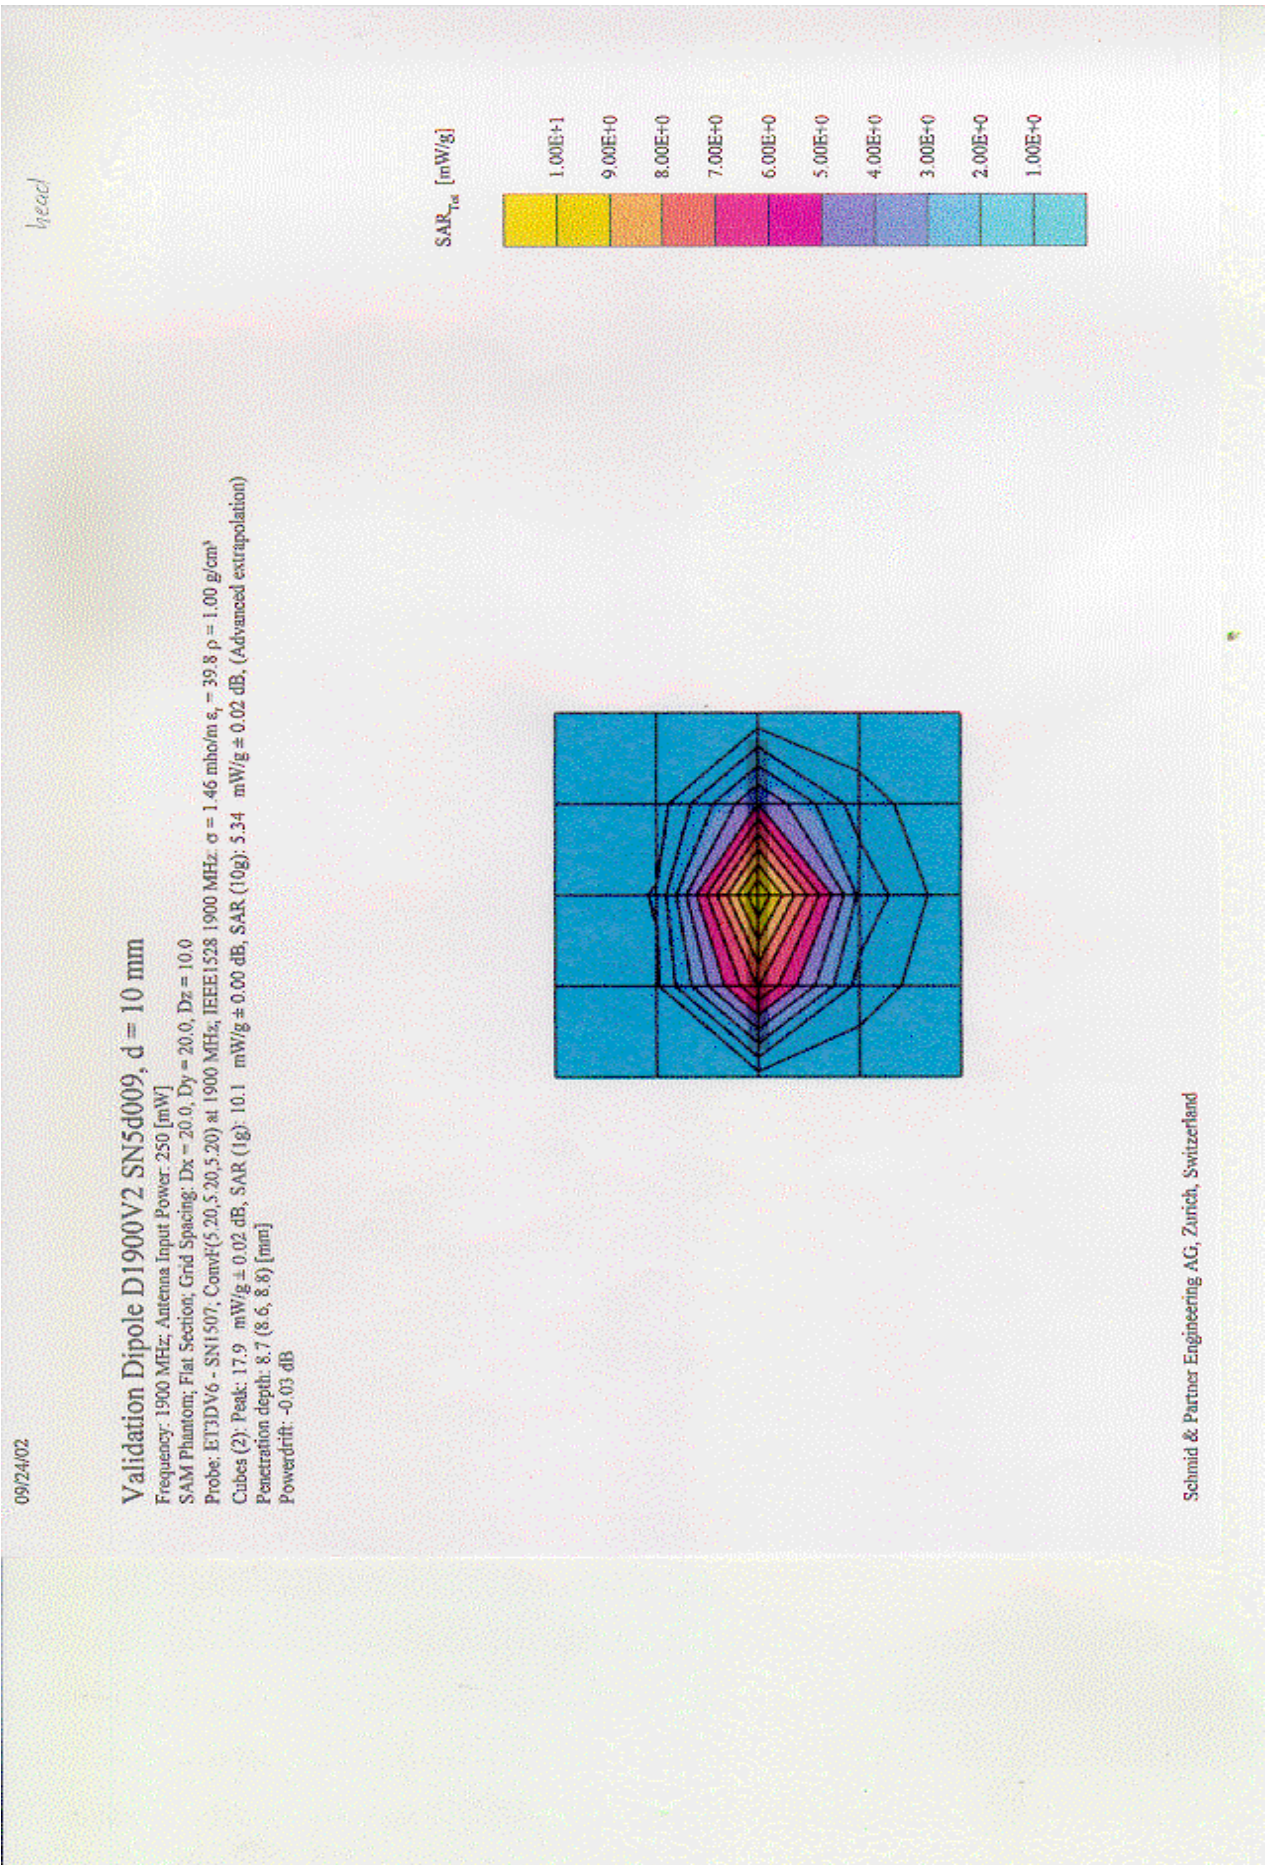 09/24/02
head
Validation Dipole D1900V2 SN5d009, d = 10 mm
Frequency: 1900 MHz; Antenna Input Power: 250 [mW]
SAM Phantom; Flat Section; Grid Spacing: Dx = 20.0, Dy = 20.0, Dz = 10.0
Probe: ET3DV6 - SN1507; ConvF(5.20,5.20,5.20) at 1900 MHz; IEEE1528 1900 MHz: σ = 1.46 mho/m εr = 39.8 ρ = 1.00 g/cm³
Cubes (2): Peak: 17.9 mW/g ± 0.02 dB, SAR (1g): 10.1 mW/g ± 0.00 dB, SAR (10g): 5.34 mW/g ± 0.02 dB, (Advanced extrapolation)
Penetration depth: 8.7 (8.6, 8.8) [mm]
Powerdrift: -0.03 dB
SARTot [mW/g]
1.00E+1
9.00E+0
8.00E+0
7.00E+0
6.00E+0
5.00E+0
4.00E+0
3.00E+0
2.00E+0
1.00E+0
Schmid & Partner Engineering AG, Zurich, Switzerland